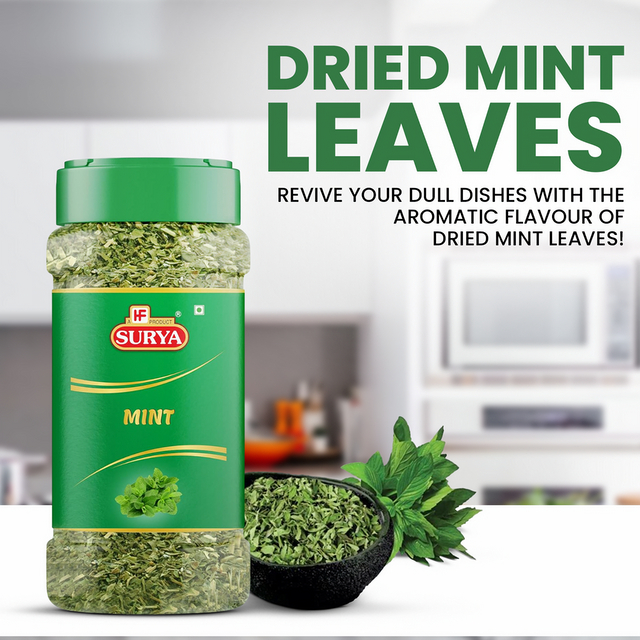 DRIED MINT
LEAVES
REVIVE YOUR DULL DISHES WITH THE
AROMATIC FLAVOUR OF
DRIED MINT LEAVES!
HF
A PRODUCT
®
SURYA
MINT